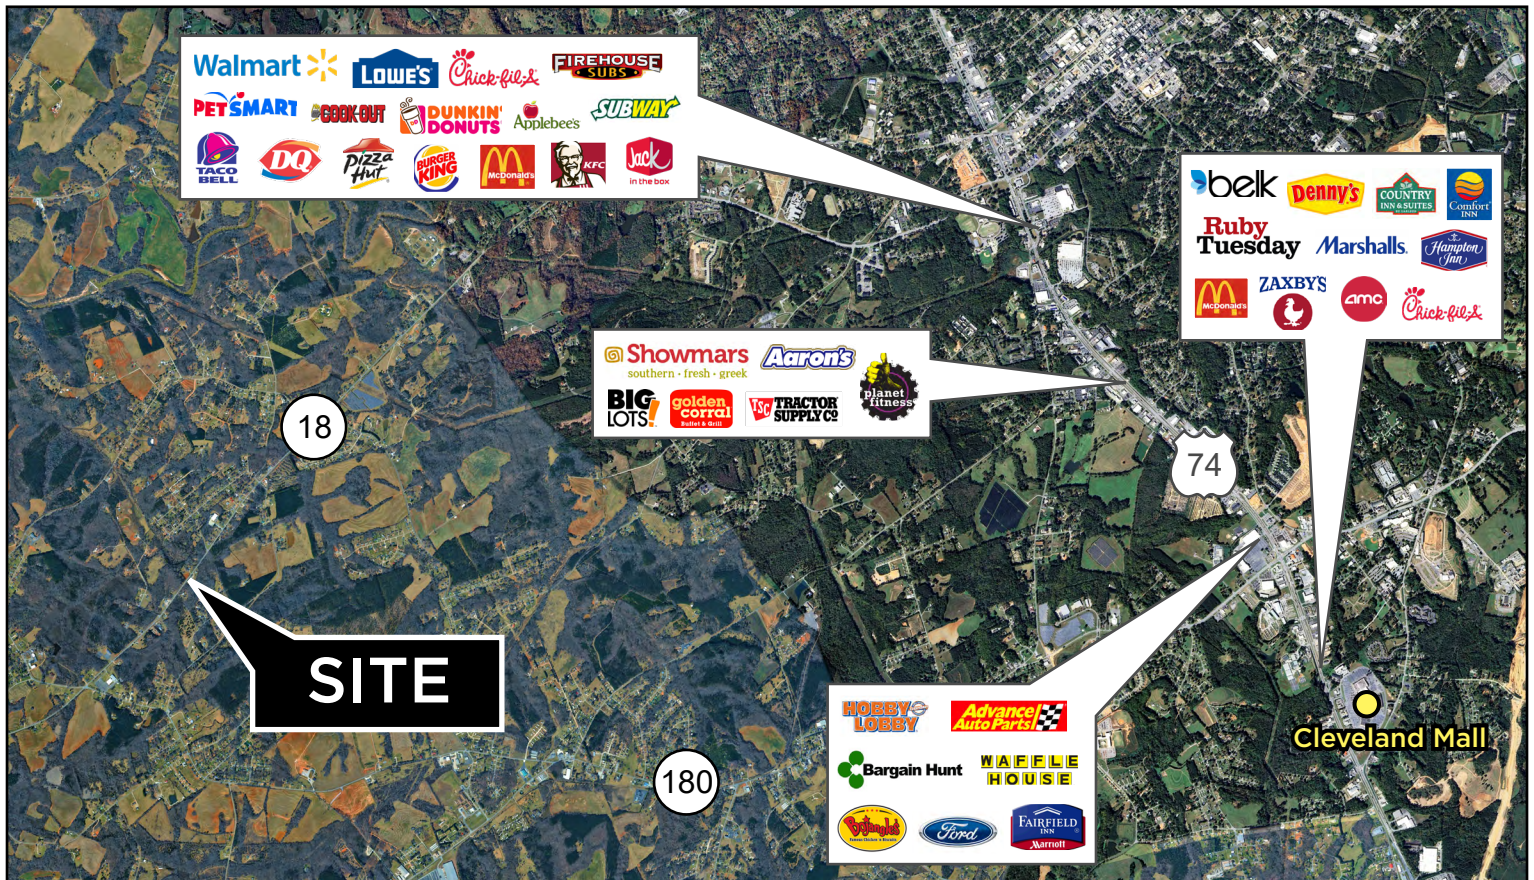 Walmart
LOWE'S
Chick-fil-A
FIREHOUSE
SUBS
PETSMART
COOK-OUT
DUNKIN'
DONUTS
Applebee's
SUBWAY
TACO
BELL
DQ
Pizza
Hut
BURGER
KING
McDonald's
KFC
Jack
in the box
belk
Denny's
COUNTRY
INN & SUITES
Comfort
INN
Ruby
Tuesday
Marshalls.
Hampton
Inn
McDonald's
ZAXBY'S
amc
Chick-fil-A
Showmars
southern • fresh • greek
Aaron's
planet
fitness
BIG
LOTS!
golden
corral
Buffet & Grill
TSC TRACTOR
SUPPLY CO
18
74
SITE
180
HOBBY
LOBBY
Advance
Auto Parts
Bargain Hunt
WAFFLE
HOUSE
Bojangles'
Famous Chicken 'n Biscuits
Ford
FAIRFIELD
INN
Marriott
Cleveland Mall